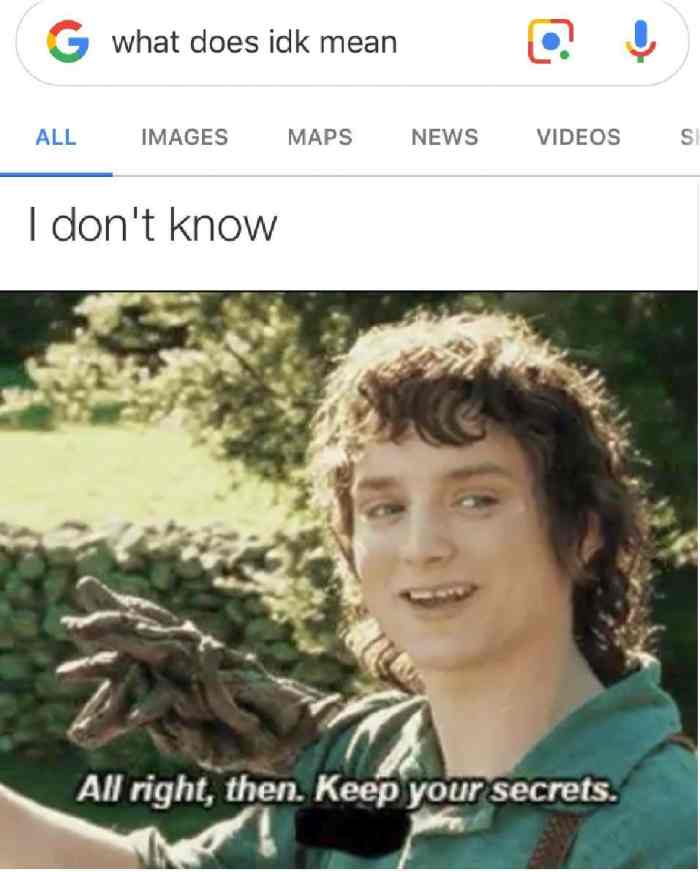 what does idk mean
ALL IMAGES MAPS NEWS VIDEOS
I don't know
All right, then. Keep your secrets.